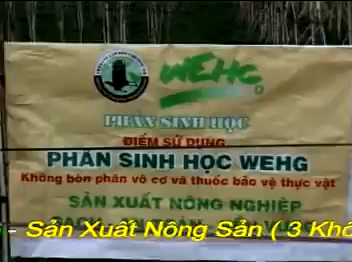 WEHG
PHÂN SINH HỌC
ĐIỂM SỬ DỤNG
PHÂN SINH HỌC WEHG
Không bón phân vô cơ và thuốc bảo vệ thực vật
SẢN XUẤT NÔNG NGHIỆP
- Sản Xuất Nông Sản ( 3 Khô